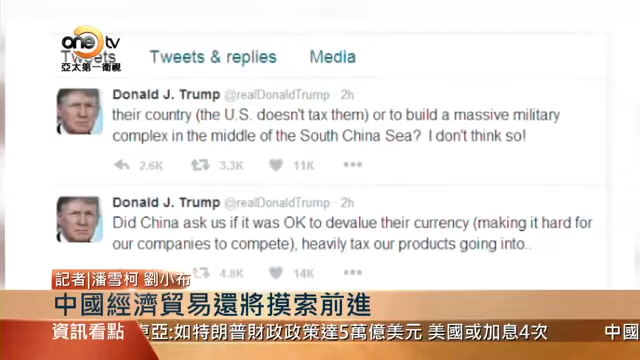 one tv
亞太第一衛視
Tweets
Tweets & replies
Media
Donald J. Trump @realDonaldTrump · 2h
their country (the U.S. doesn't tax them) or to build a massive military
complex in the middle of the South China Sea? I don't think so!
2.6K 3.3K 11K
Donald J. Trump @realDonaldTrump · 2h
Did China ask us if it was OK to devalue their currency (making it hard for
our companies to compete), heavily tax our products going into..
4.8K 14K
記者|潘雪柯 劉小布
中國經濟貿易還將摸索前進
資訊看點
亞:如特朗普財政政策達5萬億美元 美國或加息4次
中國